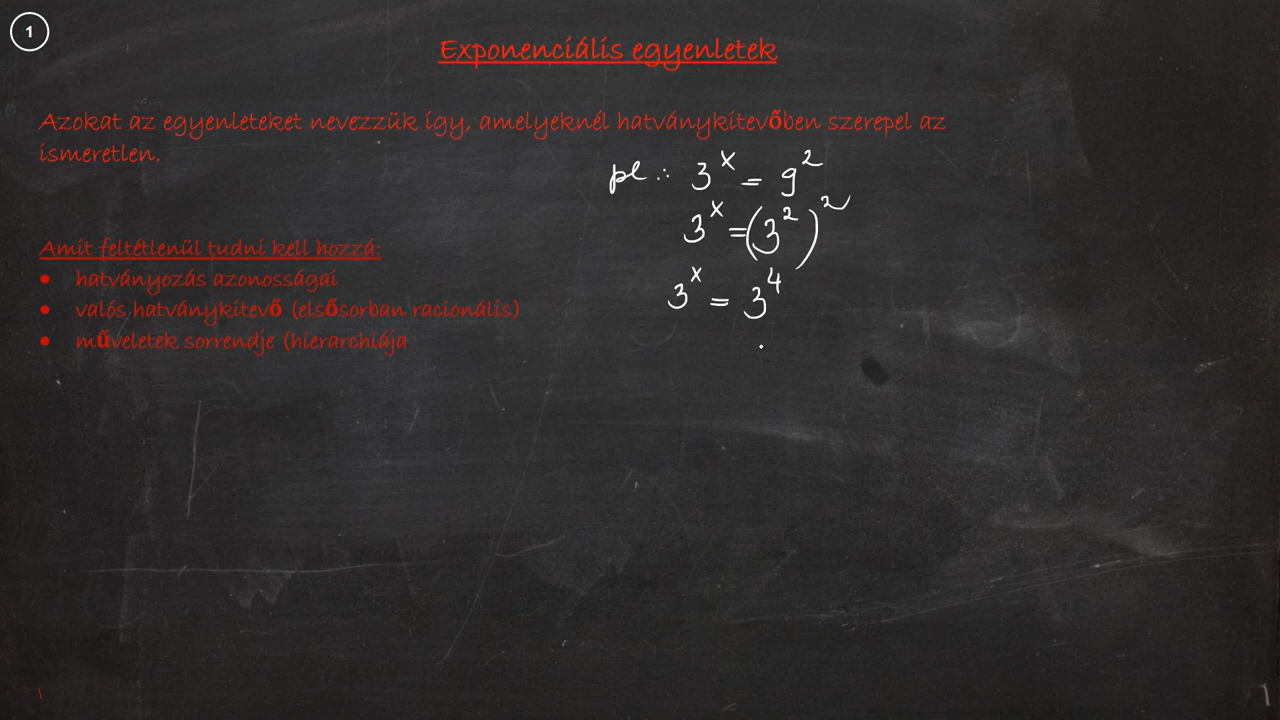 1
Exponenciális egyenletek
Azokat az egyenleteket nevezzük így, amelyeknél hatványkitevőben szerepel az
ismeretlen.
pl.: 3^x = 9^2
3^x = (3^2)^2
3^x = 3^4
Amit feltétlenül tudni kell hozzá:
● hatványozás azonosságai
● valós hatványkitevő (elsősorban racionális)
● műveletek sorrendje (hierarchiája
1